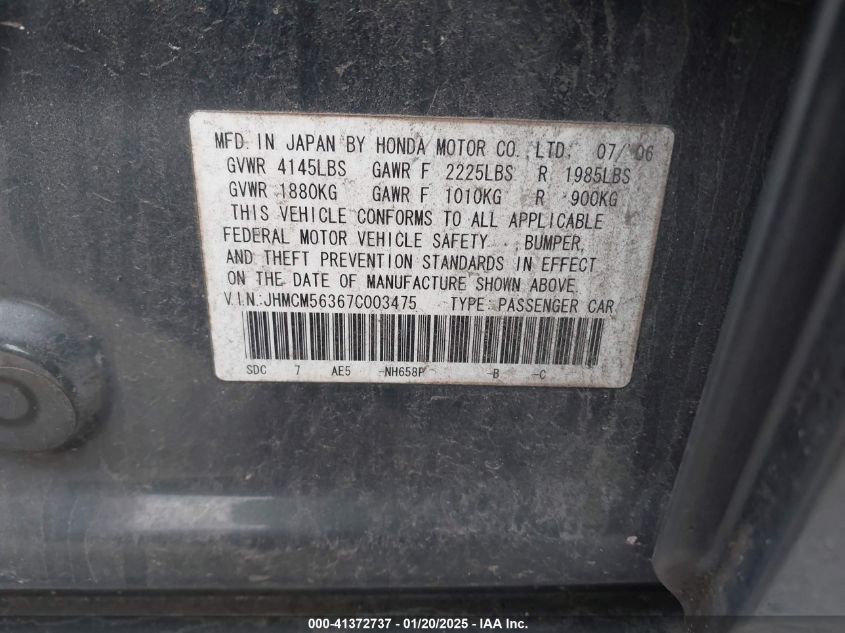 MFD. IN JAPAN BY HONDA MOTOR CO., LTD. 07/ 06
GVWR 4145LBS GAWR F 2225LBS R 1985LBS
GVWR 1880KG GAWR F 1010KG R 900KG
THIS VEHICLE CONFORMS TO ALL APPLICABLE
FEDERAL MOTOR VEHICLE SAFETY , BUMPER,
AND THEFT PREVENTION STANDARDS IN EFFECT
ON THE DATE OF MANUFACTURE SHOWN ABOVE.
V.I.N.:JHMCM56367C003475 TYPE:PASSENGER CAR
SDC 7 AE5 -NH658P -B -C
000-41372737 - 01/20/2025 - IAA Inc.